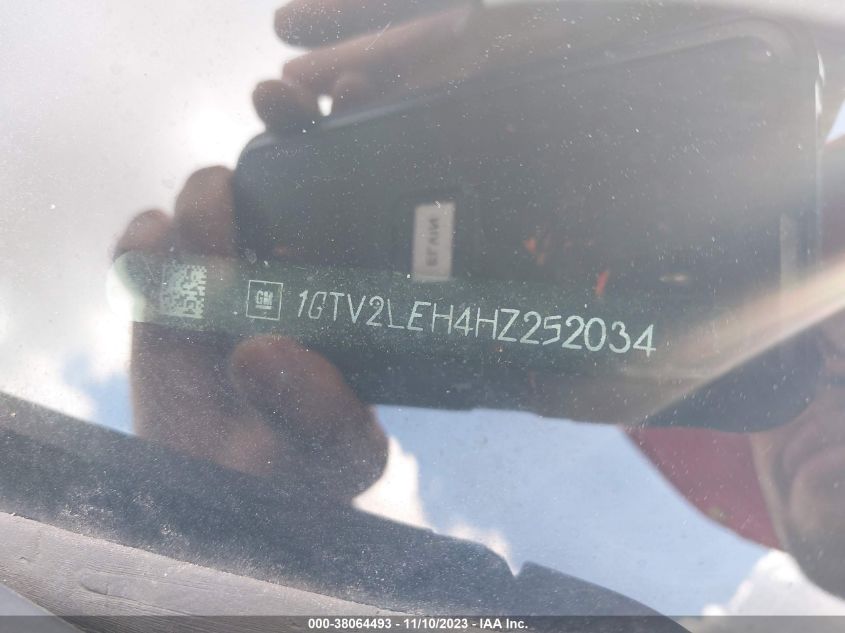 GM 1GTV2LEH4HZ252034
000-38064493 - 11/10/2023 - IAA Inc.